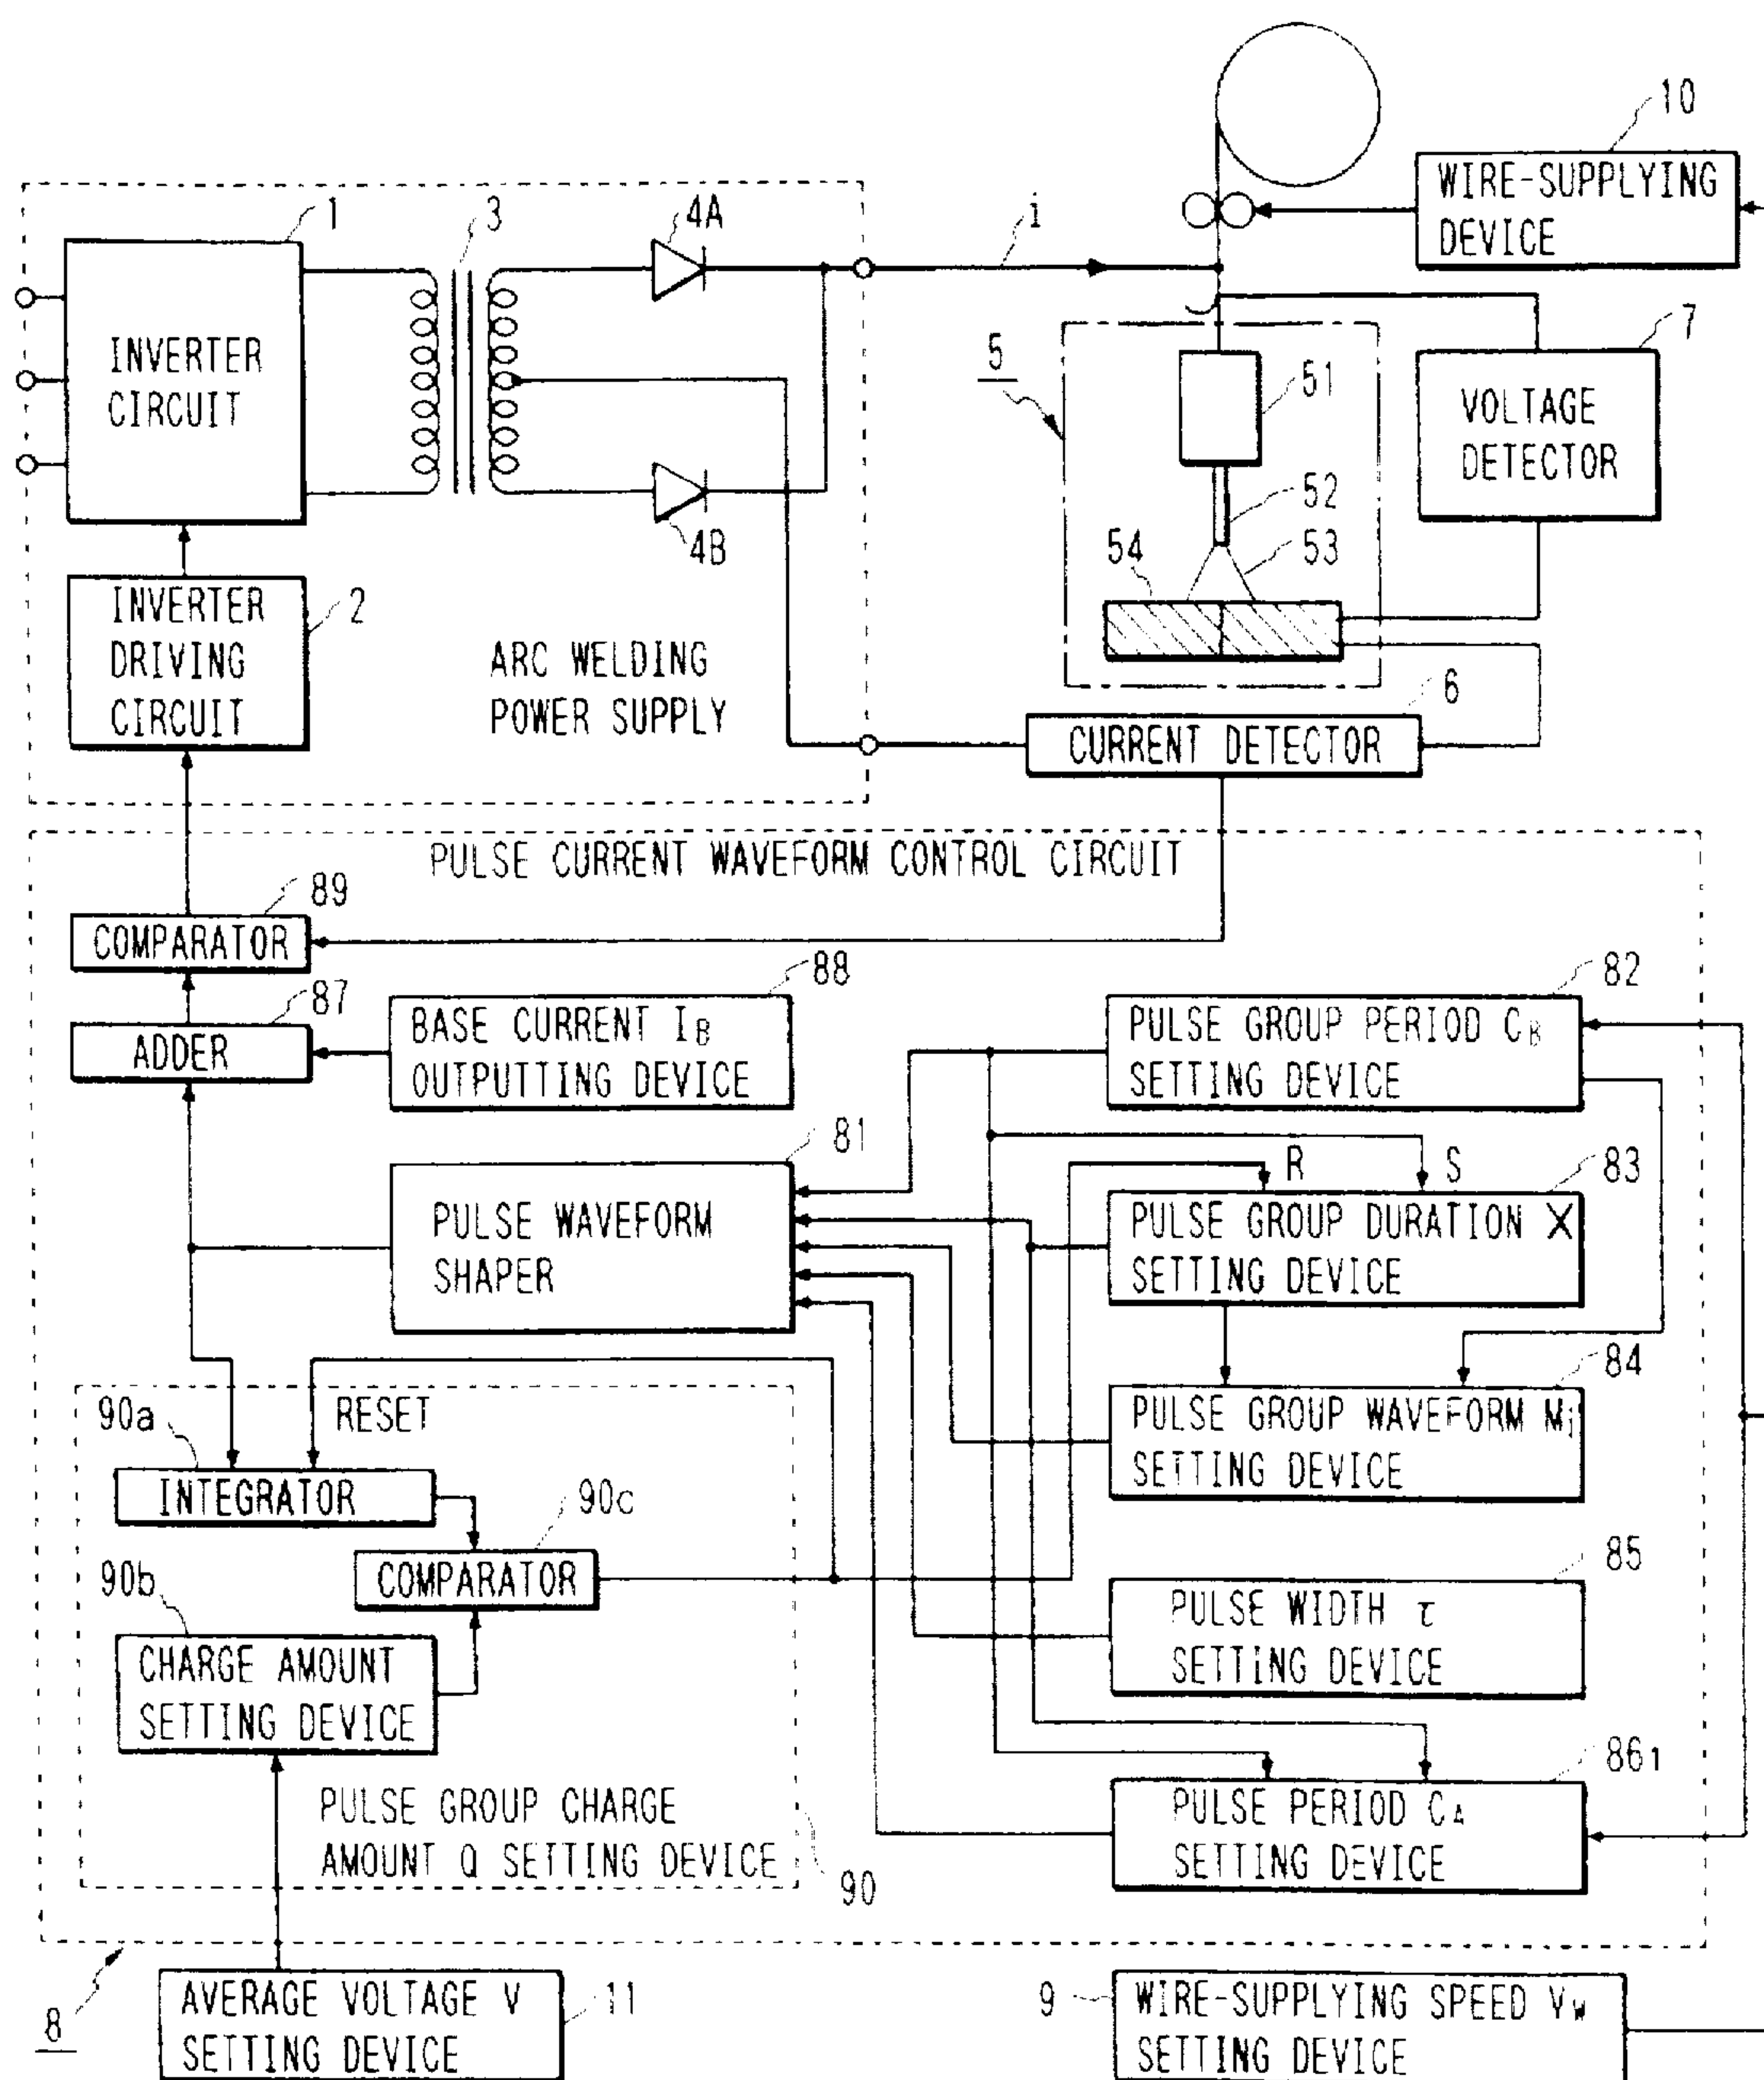 10
WIRE-SUPPLYING
DEVICE
1
3
4A
i
INVERTER
CIRCUIT
5
51
7
VOLTAGE
DETECTOR
52
4B
54
53
INVERTER
DRIVING
CIRCUIT
2
ARC WELDING
POWER SUPPLY
6
CURRENT DETECTOR
PULSE CURRENT WAVEFORM CONTROL CIRCUIT
89
COMPARATOR
87
ADDER
88
BASE CURRENT IB
OUTPUTTING DEVICE
82
PULSE GROUP PERIOD CB
SETTING DEVICE
81
PULSE WAVEFORM
SHAPER
R
S
83
PULSE GROUP DURATION X
SETTING DEVICE
84
PULSE GROUP WAVEFORM Mi
SETTING DEVICE
90a
RESET
INTEGRATOR
90c
COMPARATOR
90b
CHARGE AMOUNT
SETTING DEVICE
85
PULSE WIDTH τ
SETTING DEVICE
861
PULSE PERIOD CA
SETTING DEVICE
PULSE GROUP CHARGE
AMOUNT Q SETTING DEVICE
90
8
AVERAGE VOLTAGE V
SETTING DEVICE
11
9
WIRE-SUPPLYING SPEED VW
SETTING DEVICE